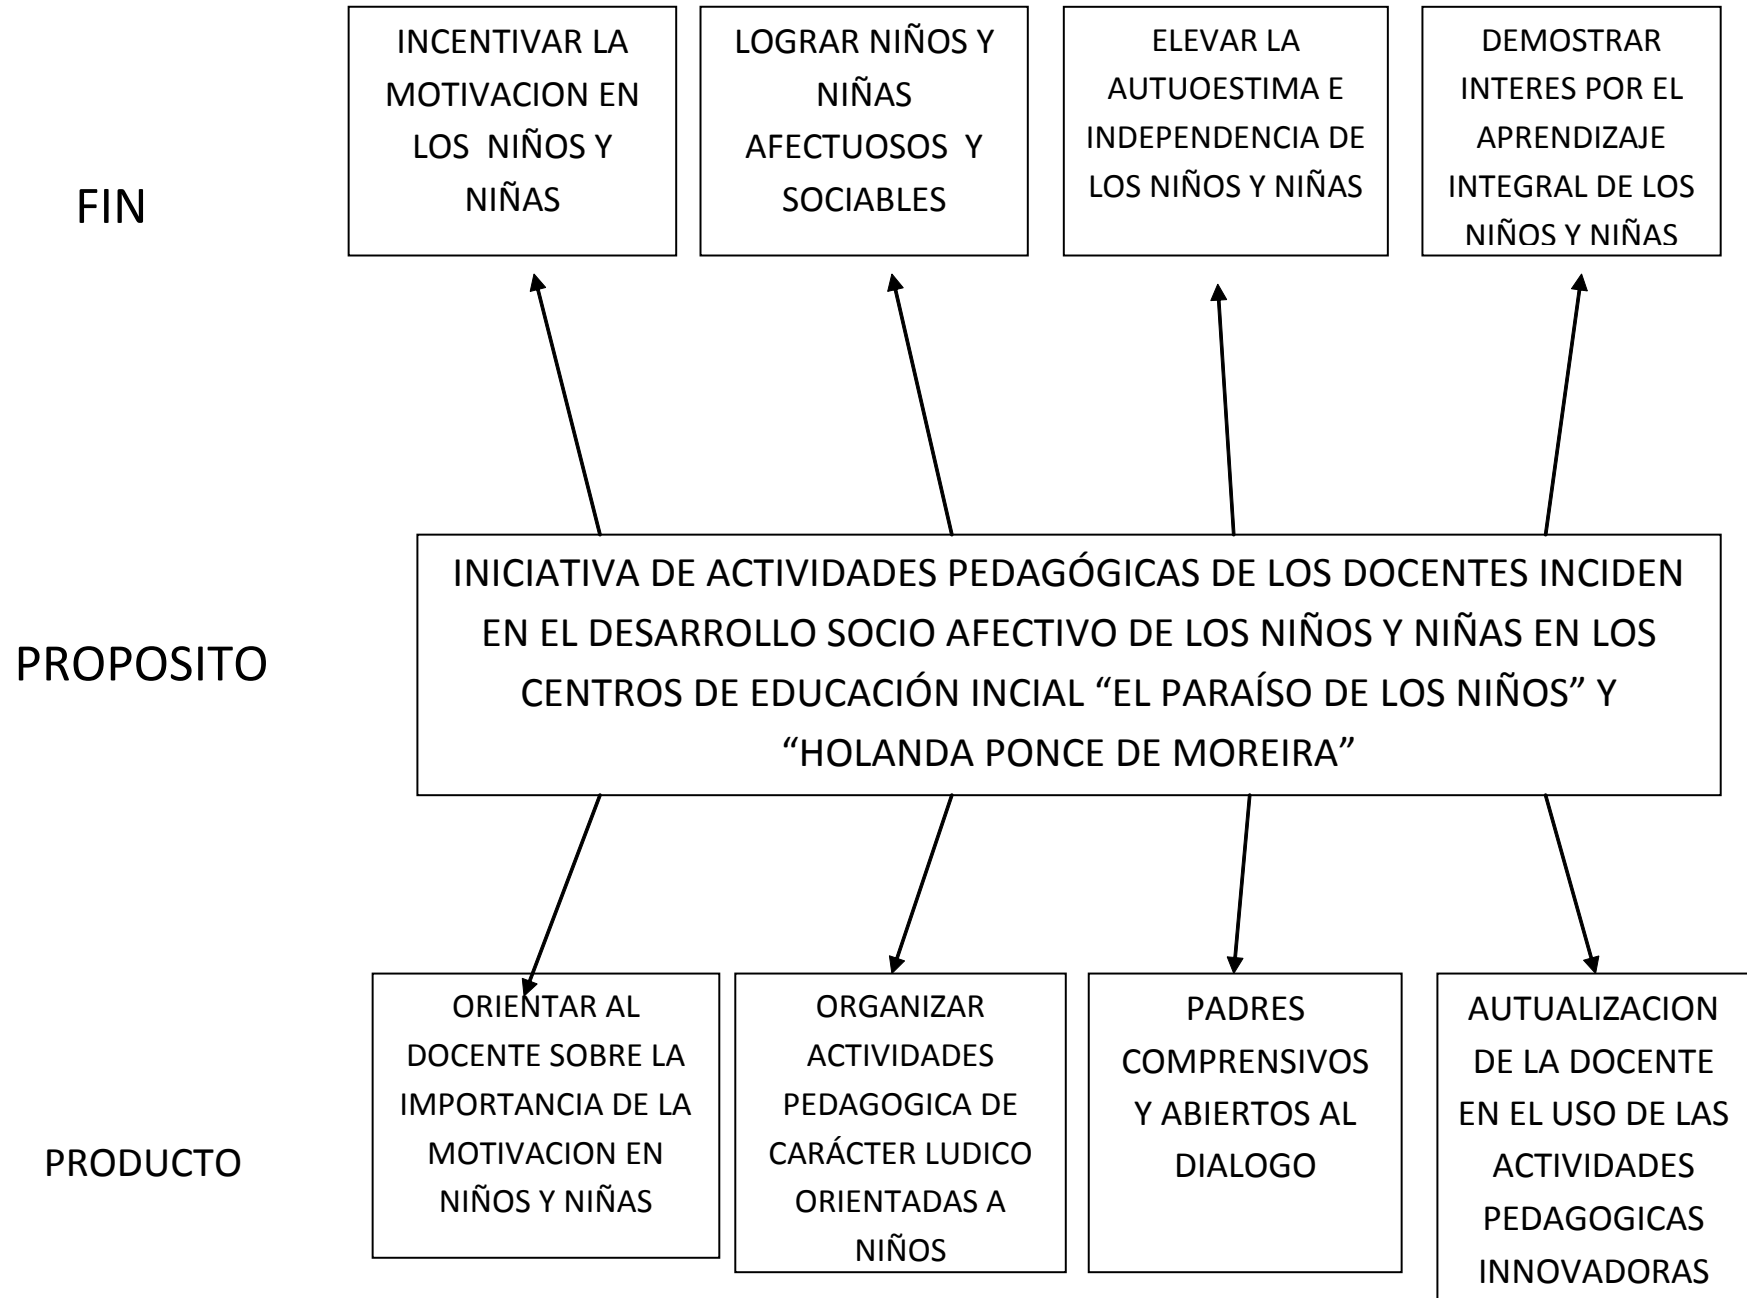 FIN
INCENTIVAR LA
MOTIVACION EN
LOS NIÑOS Y
NIÑAS
LOGRAR NIÑOS Y
NIÑAS
AFECTUOSOS Y
SOCIABLES
ELEVAR LA
AUTUOESTIMA E
INDEPENDENCIA DE
LOS NIÑOS Y NIÑAS
DEMOSTRAR
INTERES POR EL
APRENDIZAJE
INTEGRAL DE LOS
NIÑOS Y NIÑAS
PROPOSITO
INICIATIVA DE ACTIVIDADES PEDAGÓGICAS DE LOS DOCENTES INCIDEN
EN EL DESARROLLO SOCIO AFECTIVO DE LOS NIÑOS Y NIÑAS EN LOS
CENTROS DE EDUCACIÓN INCIAL “EL PARAÍSO DE LOS NIÑOS” Y
“HOLANDA PONCE DE MOREIRA”
PRODUCTO
ORIENTAR AL
DOCENTE SOBRE LA
IMPORTANCIA DE LA
MOTIVACION EN
NIÑOS Y NIÑAS
ORGANIZAR
ACTIVIDADES
PEDAGOGICA DE
CARÁCTER LUDICO
ORIENTADAS A
NIÑOS
PADRES
COMPRENSIVOS
Y ABIERTOS AL
DIALOGO
AUTUALIZACION
DE LA DOCENTE
EN EL USO DE LAS
ACTIVIDADES
PEDAGOGICAS
INNOVADORAS